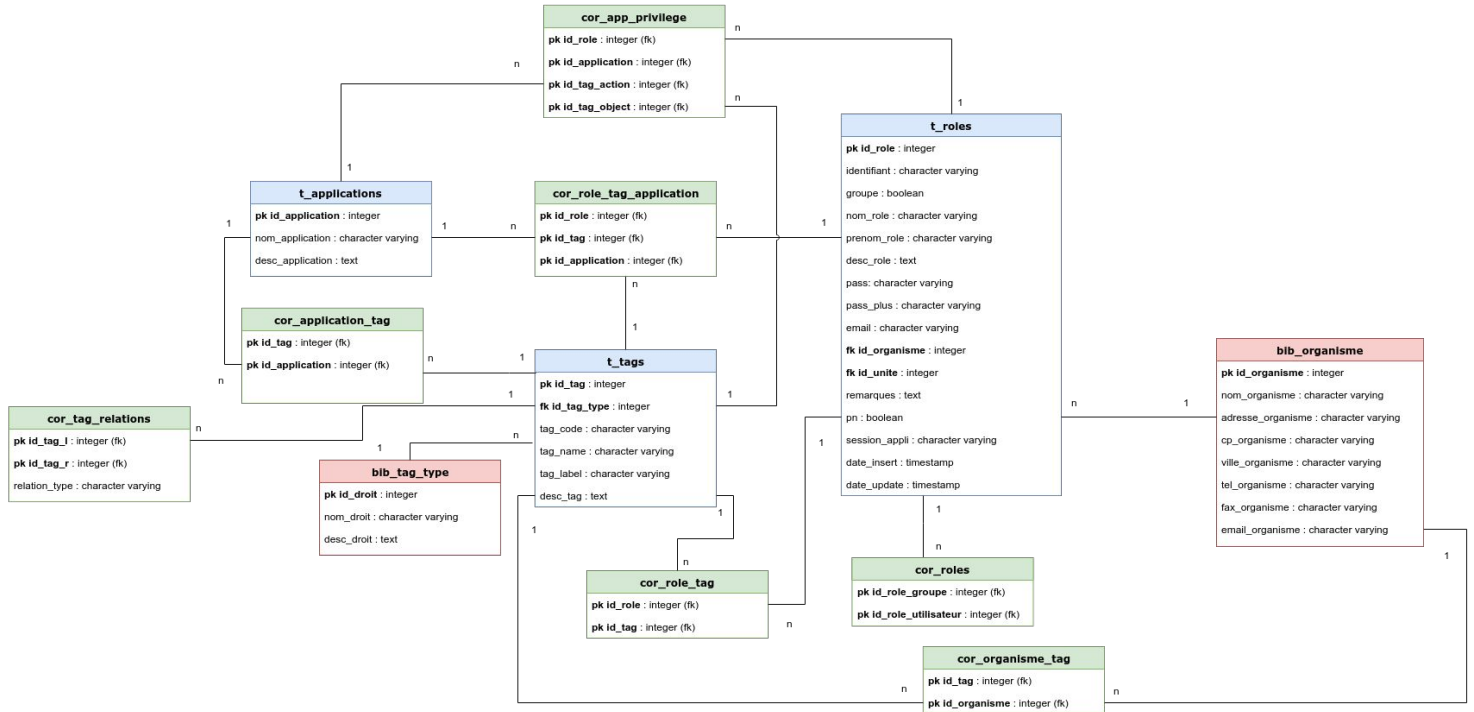 cor_app_privilege
pk id_role : integer (fk)
pk id_application : integer (fk)
pk id_tag_action : integer (fk)
pk id_tag_object : integer (fk)
n
n
n
1
1
t_roles
pk id_role : integer
identifiant : character varying
groupe : boolean
nom_role : character varying
prenom_role : character varying
desc_role : text
pass: character varying
pass_plus : character varying
email : character varying
fk id_organisme : integer
fk id_unite : integer
remarques : text
pn : boolean
session_appli : character varying
date_insert : timestamp
date_update : timestamp
t_applications
pk id_application : integer
nom_application : character varying
desc_application : text
1
1
n
cor_role_tag_application
pk id_role : integer (fk)
pk id_tag : integer (fk)
pk id_application : integer (fk)
n
1
n
1
cor_application_tag
pk id_tag : integer (fk)
pk id_application : integer (fk)
n
n
1
t_tags
pk id_tag : integer
fk id_tag_type : integer
tag_code : character varying
tag_name : character varying
tag_label : character varying
desc_tag : text
1
1
n
1
1
1
cor_tag_relations
pk id_tag_l : integer (fk)
pk id_tag_r : integer (fk)
relation_type : character varying
n
1
bib_tag_type
pk id_droit : integer
nom_droit : character varying
desc_droit : text
bib_organisme
pk id_organisme : integer
nom_organisme : character varying
adresse_organisme : character varying
cp_organisme : character varying
ville_organisme : character varying
tel_organisme : character varying
fax_organisme : character varying
email_organisme : character varying
n
1
1
1
1
n
n
cor_role_tag
pk id_role : integer (fk)
pk id_tag : integer (fk)
n
cor_roles
pk id_role_groupe : integer (fk)
pk id_role_utilisateur : integer (fk)
cor_organisme_tag
pk id_tag : integer (fk)
pk id_organisme : integer (fk)
n
n